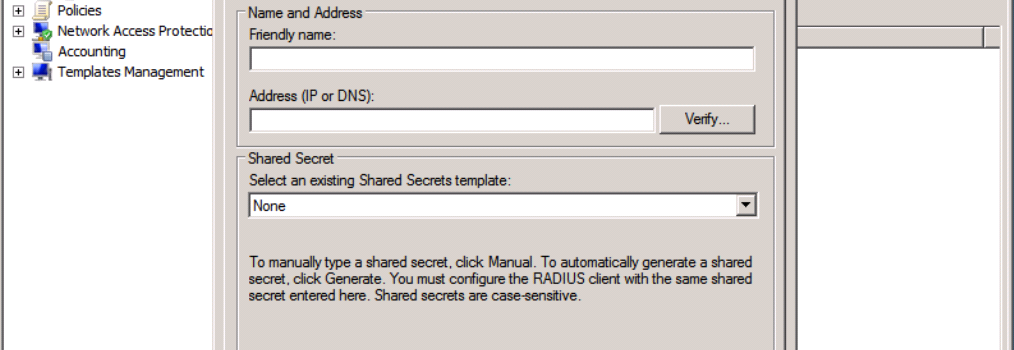 Policies
Network Access Protectio
Accounting
Templates Management
Name and Address
Friendly name:
Address (IP or DNS):
Verify...
Shared Secret
Select an existing Shared Secrets template:
None
To manually type a shared secret, click Manual. To automatically generate a shared
secret, click Generate. You must configure the RADIUS client with the same shared
secret entered here. Shared secrets are case-sensitive.